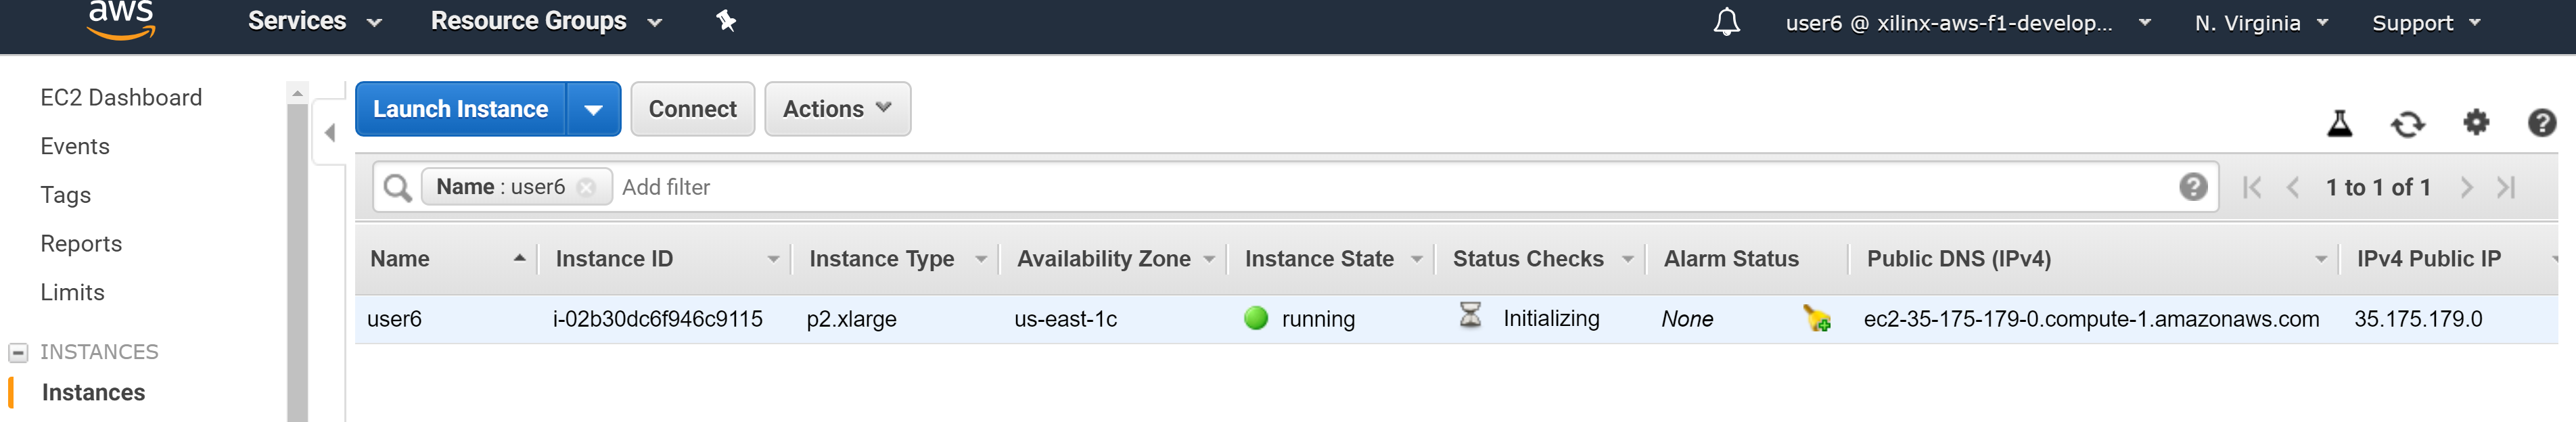 aws Services Resource Groups user6 @ xilinx-aws-f1-develop... N. Virginia Support
EC2 Dashboard
Events
Tags
Reports
Limits
INSTANCES
Instances
Launch Instance Connect Actions
Name : user6 Add filter 1 to 1 of 1
Name Instance ID Instance Type Availability Zone Instance State Status Checks Alarm Status Public DNS (IPv4) IPv4 Public IP
user6 i-02b30dc6f946c9115 p2.xlarge us-east-1c running Initializing None ec2-35-175-179-0.compute-1.amazonaws.com 35.175.179.0